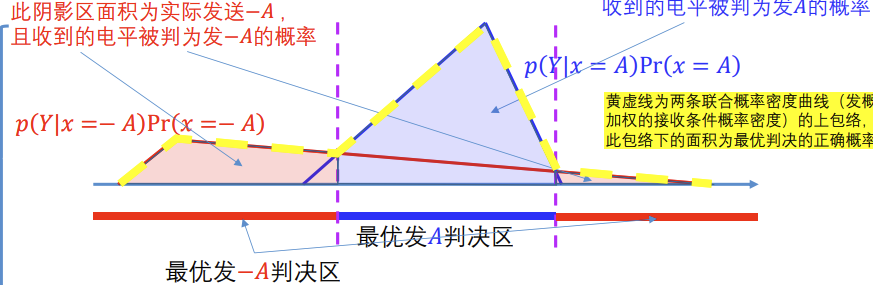 此阴影区面积为实际发送−A，
且收到的电平被判为发−A的概率
收到的电平被判为发A的概率
p(Y|x = A)Pr(x = A)
p(Y|x =− A)Pr(x =− A)
黄虚线为两条联合概率密度曲线（发概
加权的接收条件概率密度）的上包络，
此包络下的面积为最优判决的正确概率
最优发A判决区
最优发−A判决区